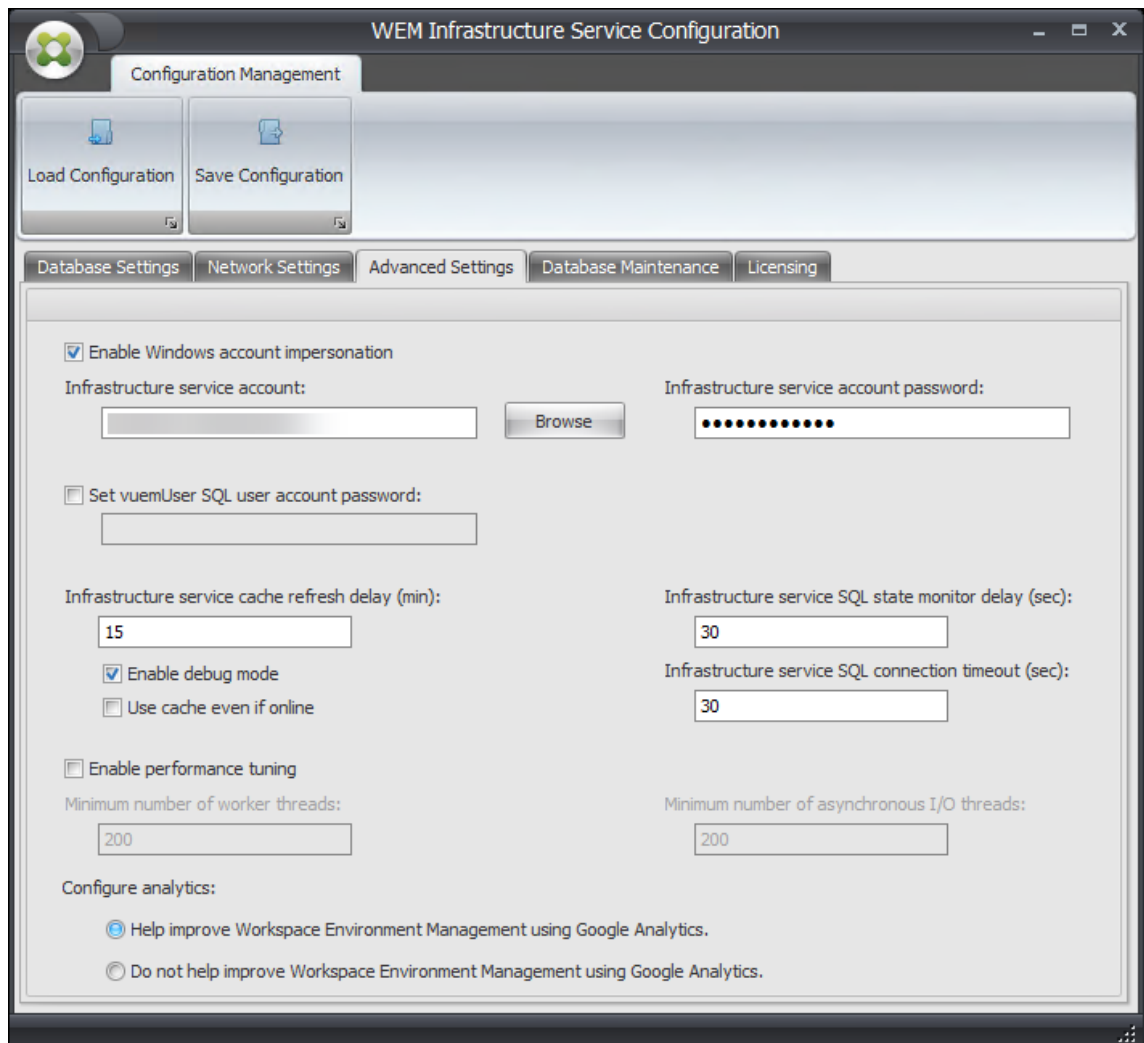 WEM Infrastructure Service Configuration
Configuration Management
Load Configuration
Save Configuration
Database Settings
Network Settings
Advanced Settings
Database Maintenance
Licensing
Enable Windows account impersonation
Infrastructure service account:
Infrastructure service account password:
Browse
●●●●●●●●●●●●
Set vuemUser SQL user account password:
Infrastructure service cache refresh delay (min):
Infrastructure service SQL state monitor delay (sec):
15
30
Enable debug mode
Infrastructure service SQL connection timeout (sec):
Use cache even if online
30
Enable performance tuning
Minimum number of worker threads:
Minimum number of asynchronous I/O threads:
200
200
Configure analytics:
Help improve Workspace Environment Management using Google Analytics.
Do not help improve Workspace Environment Management using Google Analytics.